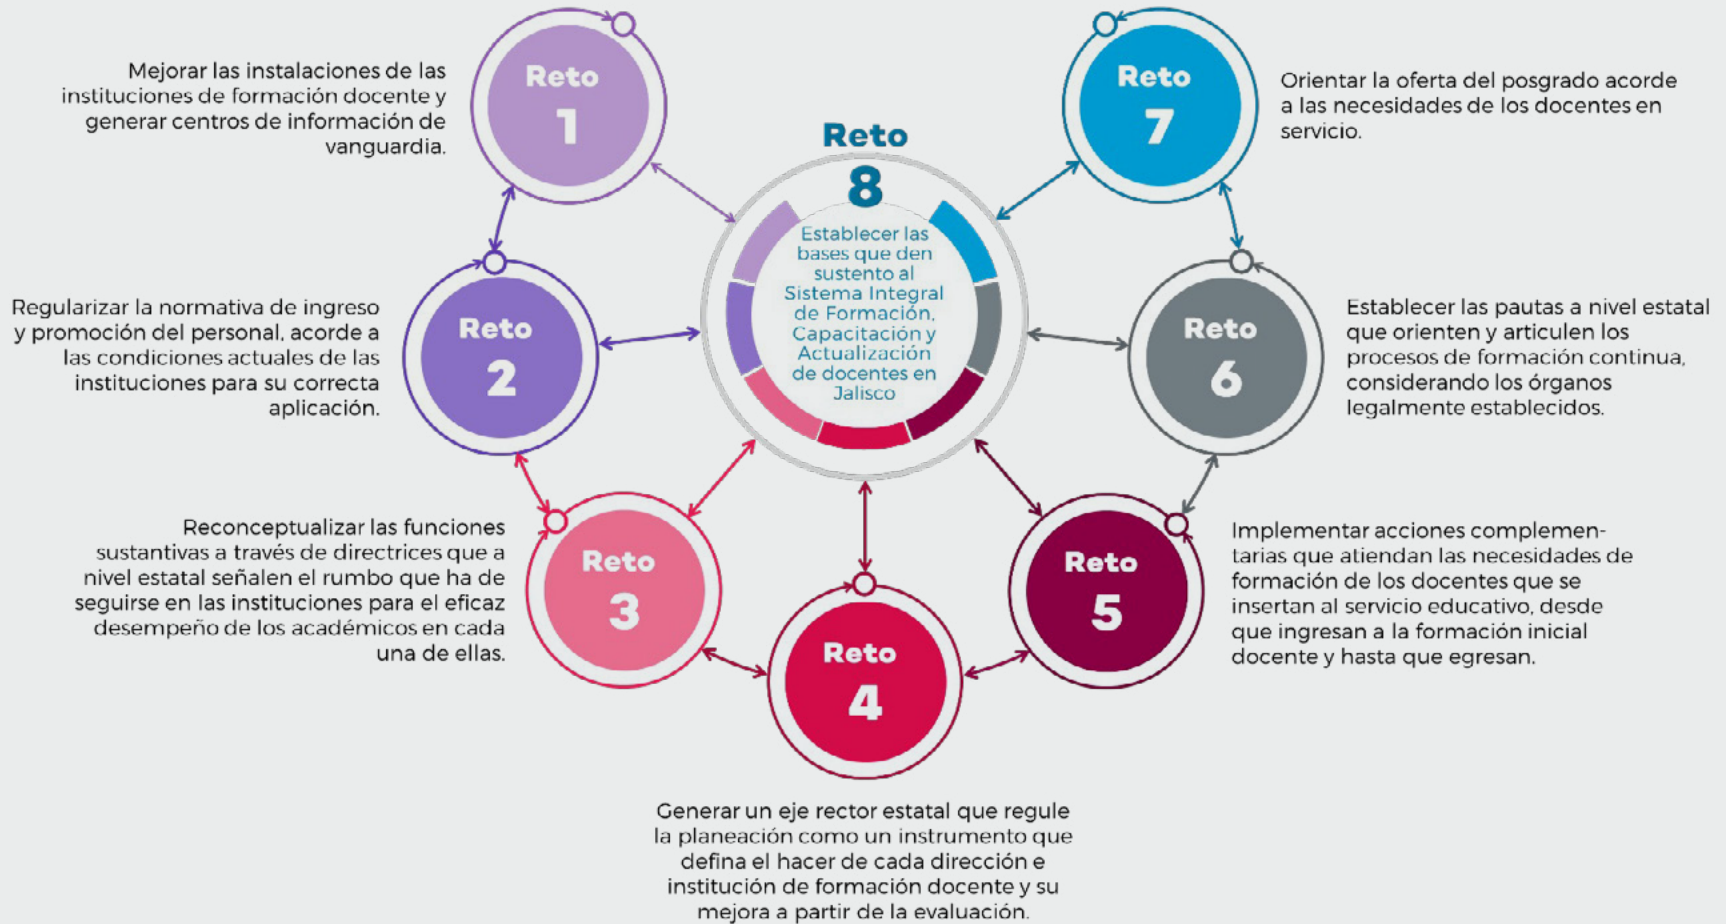 Reto
1
Mejorar las instalaciones de las
instituciones de formación docente y
generar centros de información de
vanguardia.
Reto
2
Regularizar la normativa de ingreso
y promoción del personal, acorde a
las condiciones actuales de las
instituciones para su correcta
aplicación.
Reto
3
Reconceptualizar las funciones
sustantivas a través de directrices que a
nivel estatal señalen el rumbo que ha de
seguirse en las instituciones para el eficaz
desempeño de los académicos en cada
una de ellas.
Reto
4
Generar un eje rector estatal que regule
la planeación como un instrumento que
defina el hacer de cada dirección e
institución de formación docente y su
mejora a partir de la evaluación.
Reto
5
Implementar acciones complemen-
tarias que atiendan las necesidades de
formación de los docentes que se
insertan al servicio educativo, desde
que ingresan a la formación inicial
docente y hasta que egresan.
Reto
6
Establecer las pautas a nivel estatal
que orienten y articulen los
procesos de formación continua,
considerando los órganos
legalmente establecidos.
Reto
7
Orientar la oferta del posgrado acorde
a las necesidades de los docentes en
servicio.
Reto
8
Establecer las
bases que den
sustento al
Sistema Integral
de Formación,
Capacitación y
Actualización
de docentes en
Jalisco